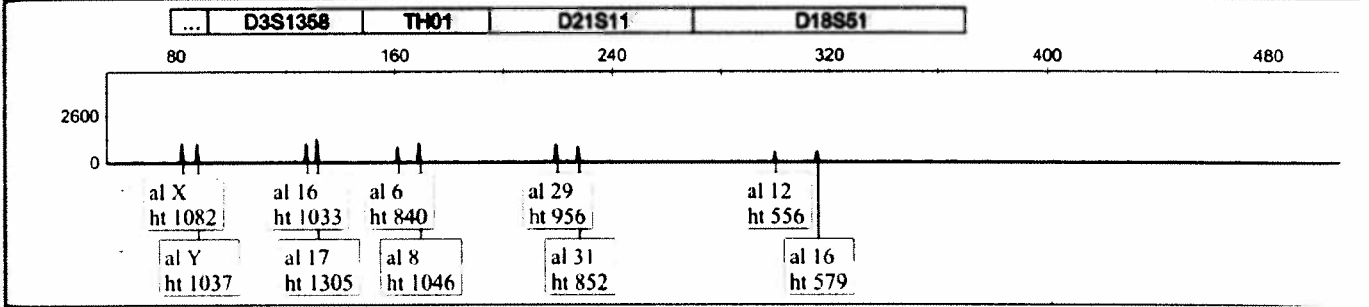 ... D3S1358 TH01 D21S11 D18S51
80 160 240 320 400 480
2600
0
al X
ht 1082
al 16
ht 1033
al 6
ht 840
al 29
ht 956
al 12
ht 556
al Y
ht 1037
al 17
ht 1305
al 8
ht 1046
al 31
ht 852
al 16
ht 579